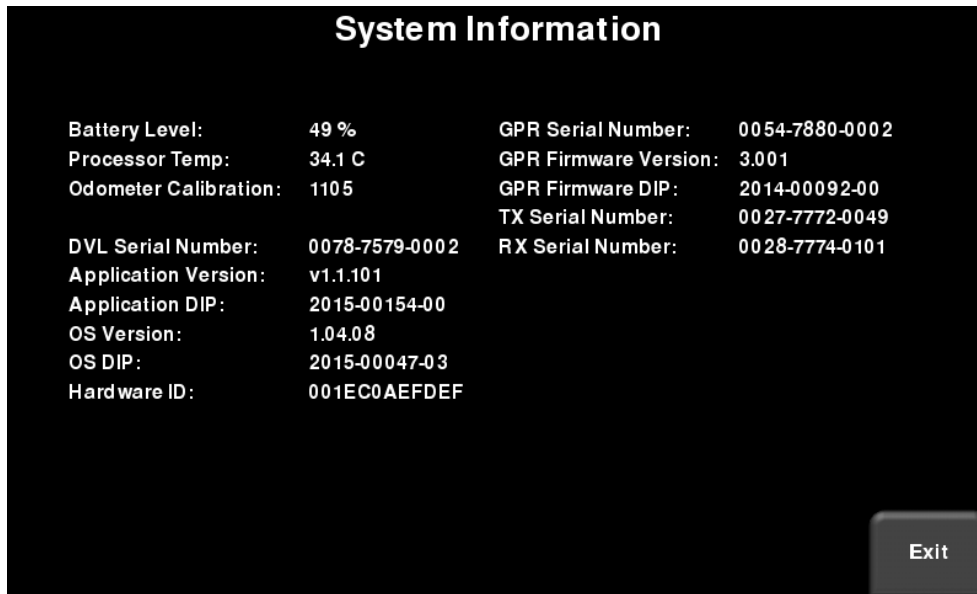 System Information
Battery Level: 49 % GPR Serial Number: 0054-7880-0002
Processor Temp: 34.1 C GPR Firmware Version: 3.001
Odometer Calibration: 1105 GPR Firmware DIP: 2014-00092-00
TX Serial Number: 0027-7772-0049
DVL Serial Number: 0078-7579-0002 RX Serial Number: 0028-7774-0101
Application Version: v1.1.101
Application DIP: 2015-00154-00
OS Version: 1.04.08
OS DIP: 2015-00047-03
Hardware ID: 001EC0AEFDEF
Exit